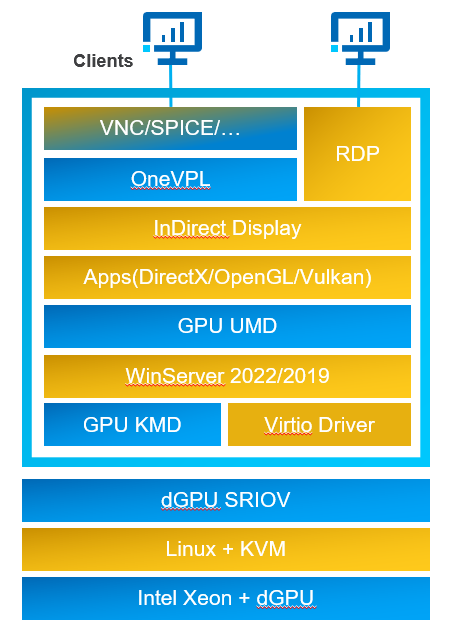 Clients
VNC/SPICE/...
RDP
OneVPL
InDirect Display
Apps(DirectX/OpenGL/Vulkan)
GPU UMD
WinServer 2022/2019
GPU KMD
Virtio Driver
dGPU SRIOV
Linux + KVM
Intel Xeon + dGPU